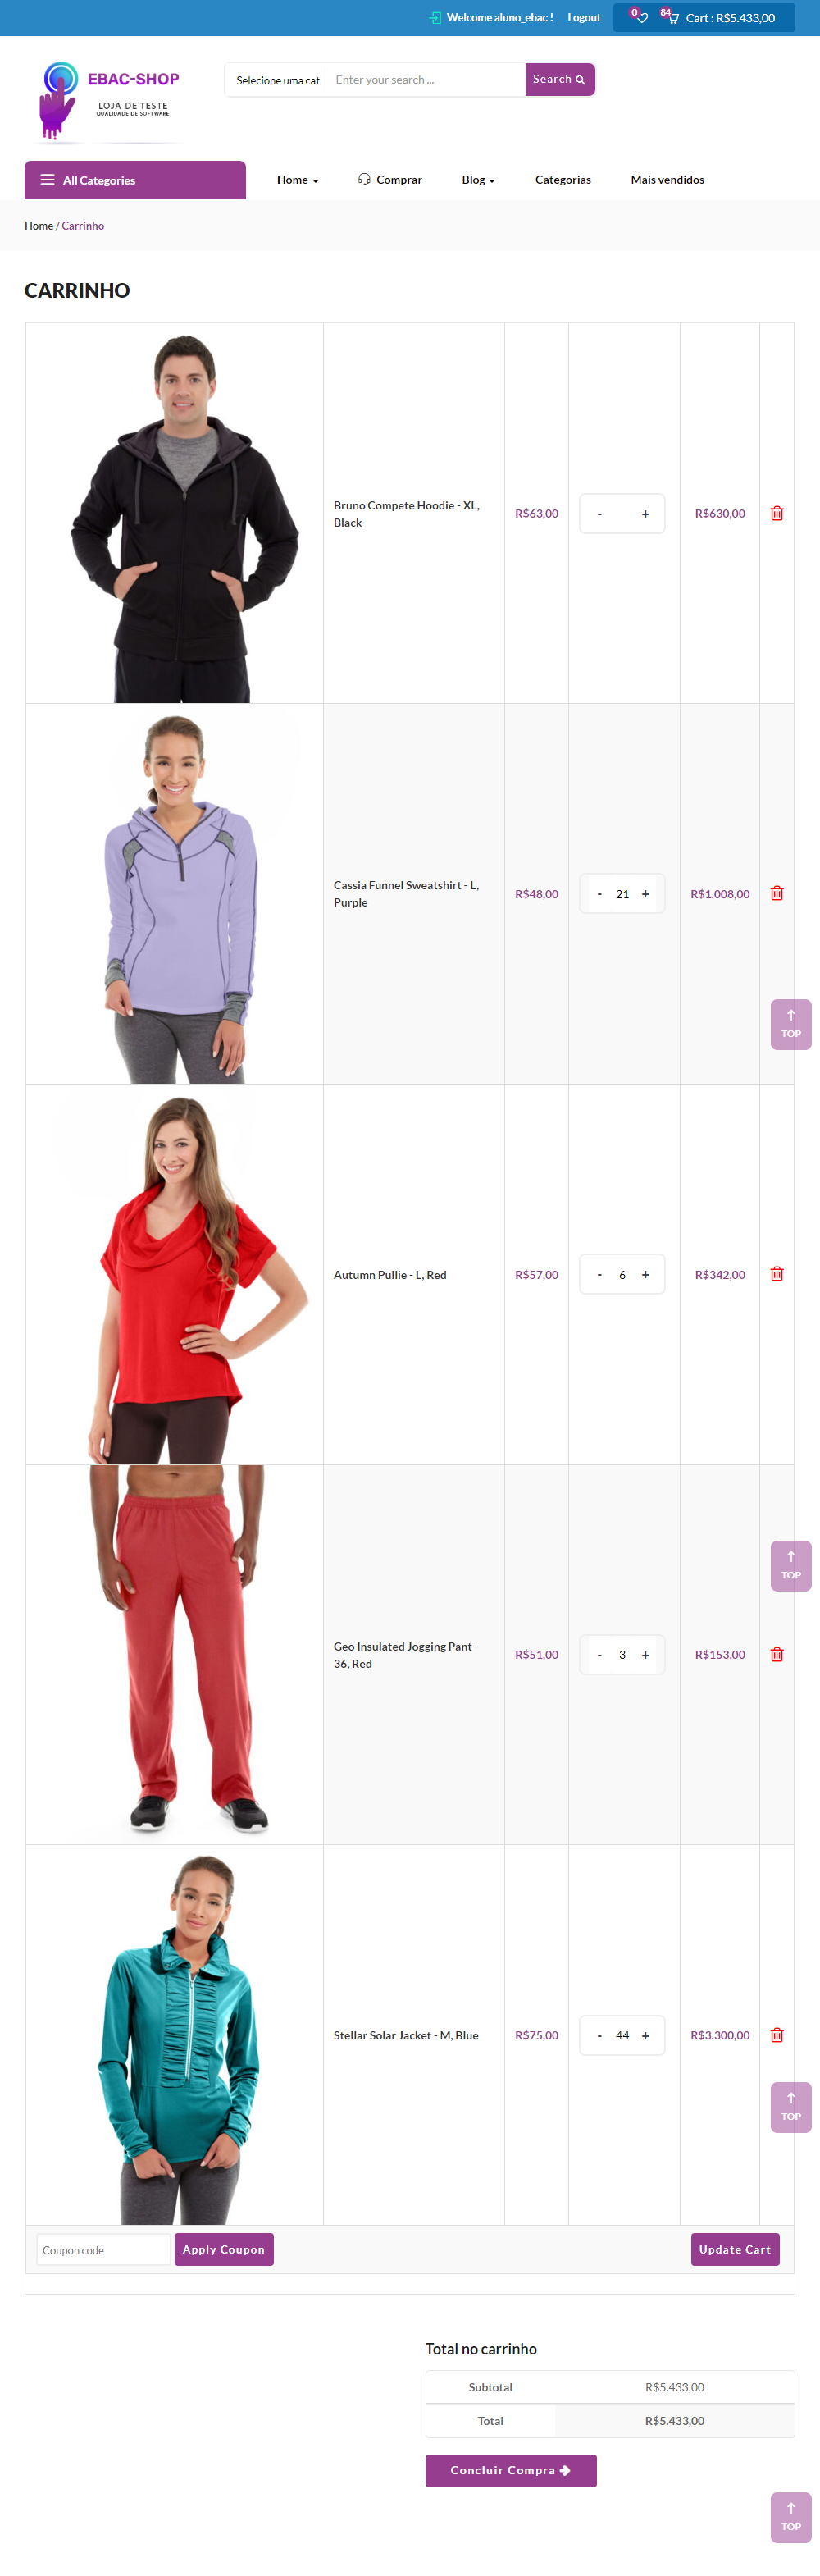 Welcome aluno_ebac !
Logout
0
84
Cart : R$5.433,00
EBAC-SHOP
LOJA DE TESTE
QUALIDADE DE SOFTWARE
Selecione uma cat
Enter your search ...
Search
All Categories
Home
Comprar
Blog
Categorias
Mais vendidos
Home / Carrinho
CARRINHO
Bruno Compete Hoodie - XL,
Black
R$63,00
- +
R$630,00
Cassia Funnel Sweatshirt - L,
Purple
R$48,00
- 21 +
R$1.008,00
TOP
Autumn Pullie - L, Red
R$57,00
- 6 +
R$342,00
TOP
Geo Insulated Jogging Pant -
36, Red
R$51,00
- 3 +
R$153,00
Stellar Solar Jacket - M, Blue
R$75,00
- 44 +
R$3.300,00
TOP
Coupon code
Apply Coupon
Update Cart
Total no carrinho
Subtotal
R$5.433,00
Total
R$5.433,00
Concluir Compra
TOP